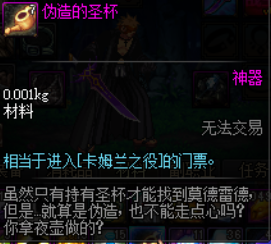 7
伪造的圣杯
神器
0.001kg
材料
无法交易
相当于进入[卡姆兰之役]的门票。
虽然只有持有圣杯才能找到莫德雷德,
但是…就算是伪造，也不能走点心吗?
你拿夜壶做的?